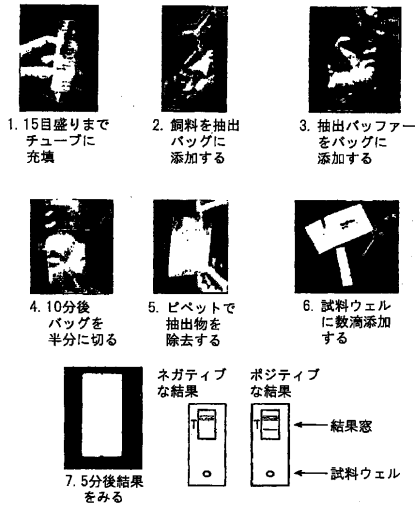 1. 15目盛りまで
チューブに
充填
2. 飼料を抽出
バッグに
添加する
3. 抽出バッファー
をバッグに
添加する
4. 10分後
バッグを
半分に切る
5. ピペットで
抽出物を
除去する
6. 試料ウェル
に数滴添加
する
7. 5分後結果
をみる
ネガティブ
な結果
T
ポジティブ
な結果
T
結果窓
試料ウェル